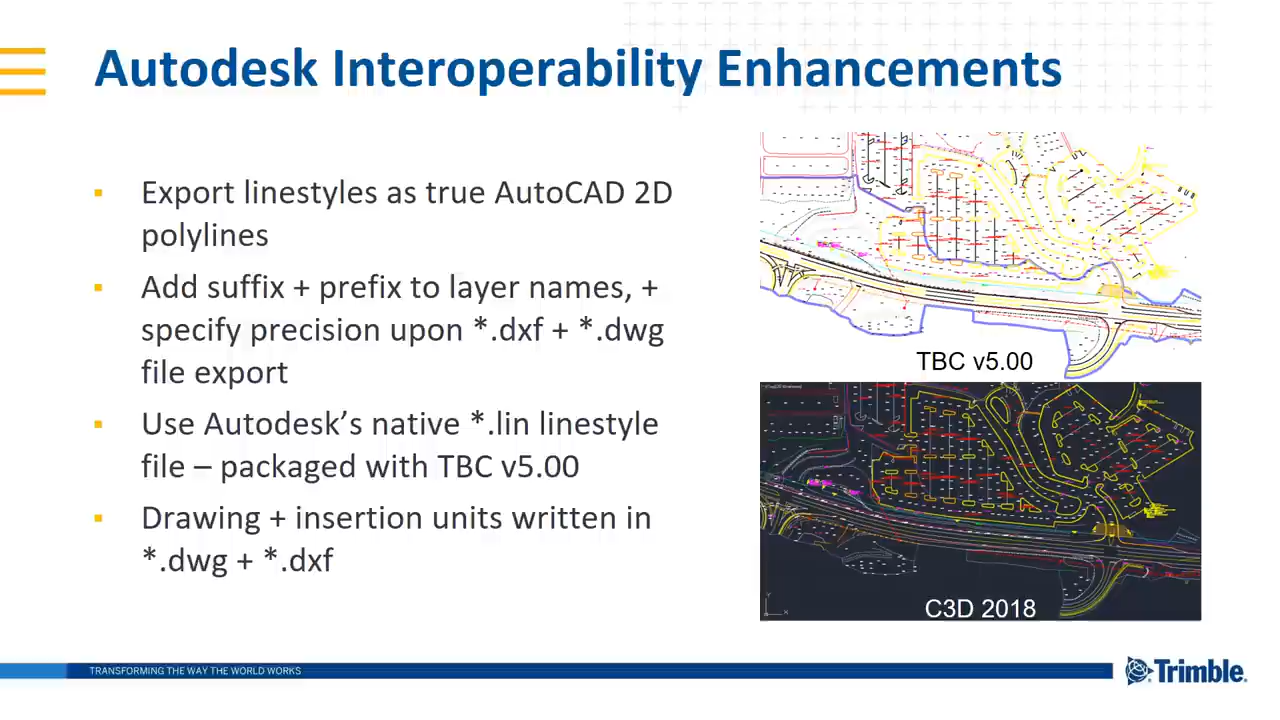 Autodesk Interoperability Enhancements
▪ Export linestyles as true AutoCAD 2D
polylines
▪ Add suffix + prefix to layer names, +
specify precision upon *.dxf + *.dwg
file export
▪ Use Autodesk’s native *.lin linestyle
file – packaged with TBC v5.00
▪ Drawing + insertion units written in
*.dwg + *.dxf
TBC v5.00
C3D 2018
TRANSFORMING THE WAY THE WORLD WORKS
Trimble